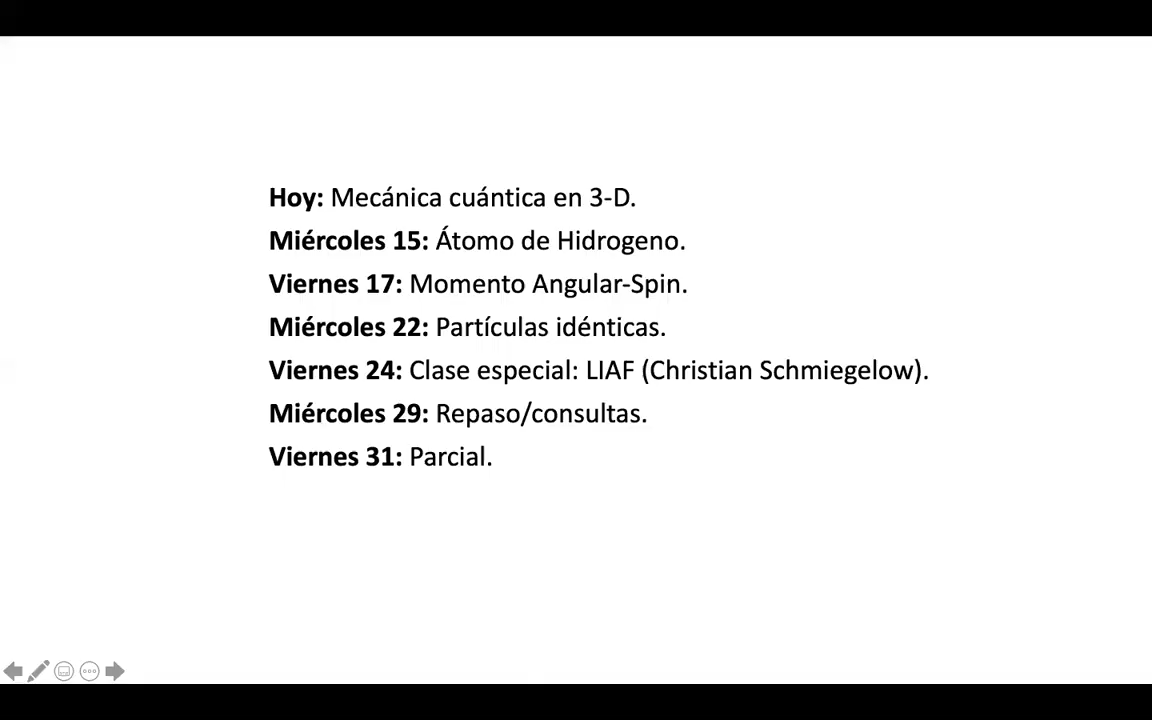 Hoy: Mecánica cuántica en 3-D.
Miércoles 15: Átomo de Hidrogeno.
Viernes 17: Momento Angular-Spin.
Miércoles 22: Partículas idénticas.
Viernes 24: Clase especial: LIAF (Christian Schmiegelow).
Miércoles 29: Repaso/consultas.
Viernes 31: Parcial.